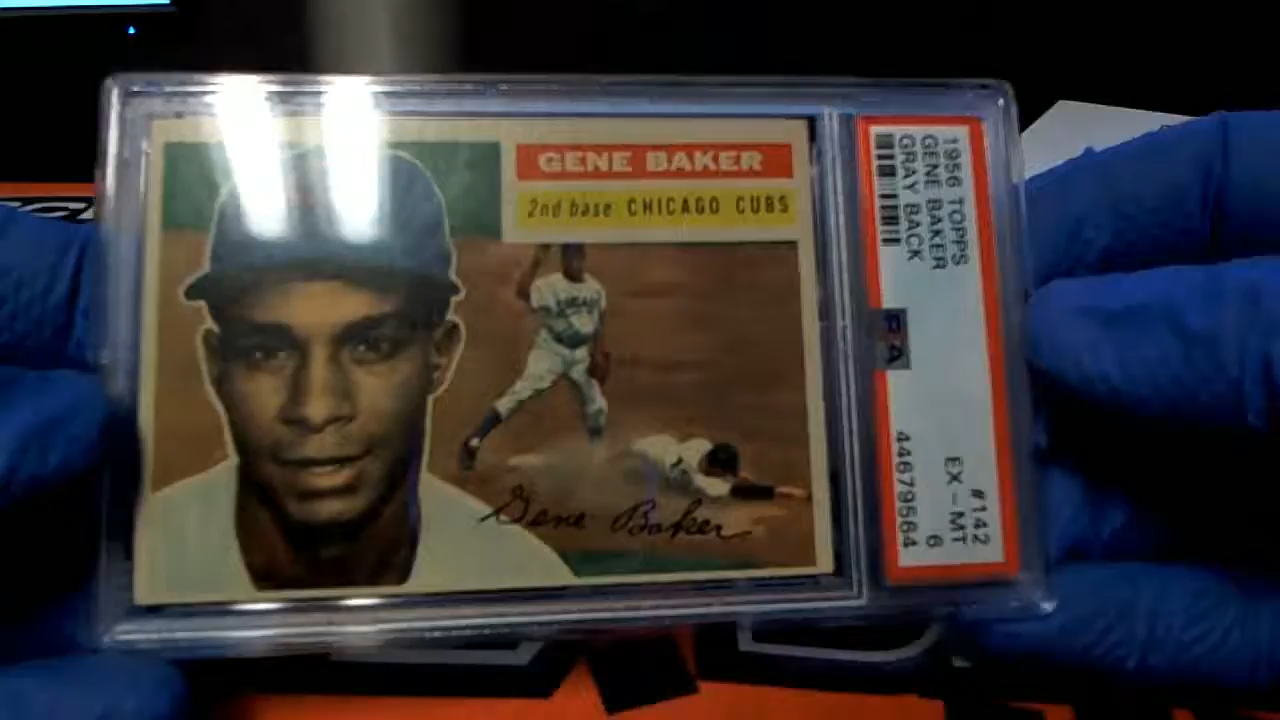 GENE BAKER
2nd base CHICAGO CUBS
Gene Baker
1956 TOPPS
GENE BAKER
GRAY BACK
#142
EX - MT
6
PSA
44679564